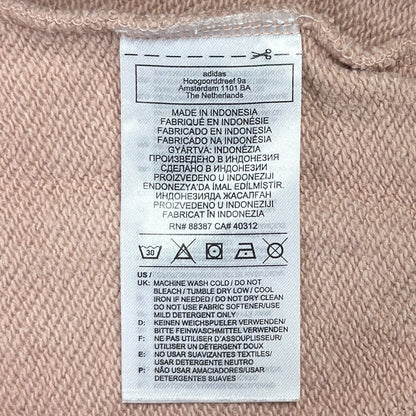 adidas
Hoogoorddreef 9a
Amsterdam 1101 BA
The Netherlands
MADE IN INDONESIA
FABRIQUÉ EN INDONÉSIE
FABRICADO EN INDONESIA
FABRICADO NA INDONÉSIA
GYÁRTVA: INDONÉZIA
ПРОИЗВЕДЕНО В ИНДОНЕЗИЯ
СДЕЛАНО В ИНДОНЕЗИИ
PROIZVEDENO U INDONEZIJI
ENDONEZYA'DA İMAL EDİLMİŞTİR.
ИНДОНЕЗИЯДА ЖАСАЛҒАН
PROIZVEDENO U INDONEZIJI
FABRICAT ÎN INDONEZIA
RN# 88387 CA# 40312
30
US /
UK: MACHINE WASH COLD / DO NOT
BLEACH / TUMBLE DRY LOW / COOL
IRON IF NEEDED / DO NOT DRY CLEAN
DO NOT USE FABRIC SOFTENER/USE
MILD DETERGENT ONLY
D: KEINEN WEICHSPUELER VERWENDEN/
BITTE FEINWASCHMITTEL VERWENDEN
F: NE PAS UTILISER D'ASSOUPLISSEUR/
UTILISER UN DETERGENT DOUX
E: NO USAR SUAVIZANTES TEXTILES/
USAR DETERGENTE NEUTRO
P: NÃO USAR AMACIADORES/USAR
DETERGENTES SUAVES